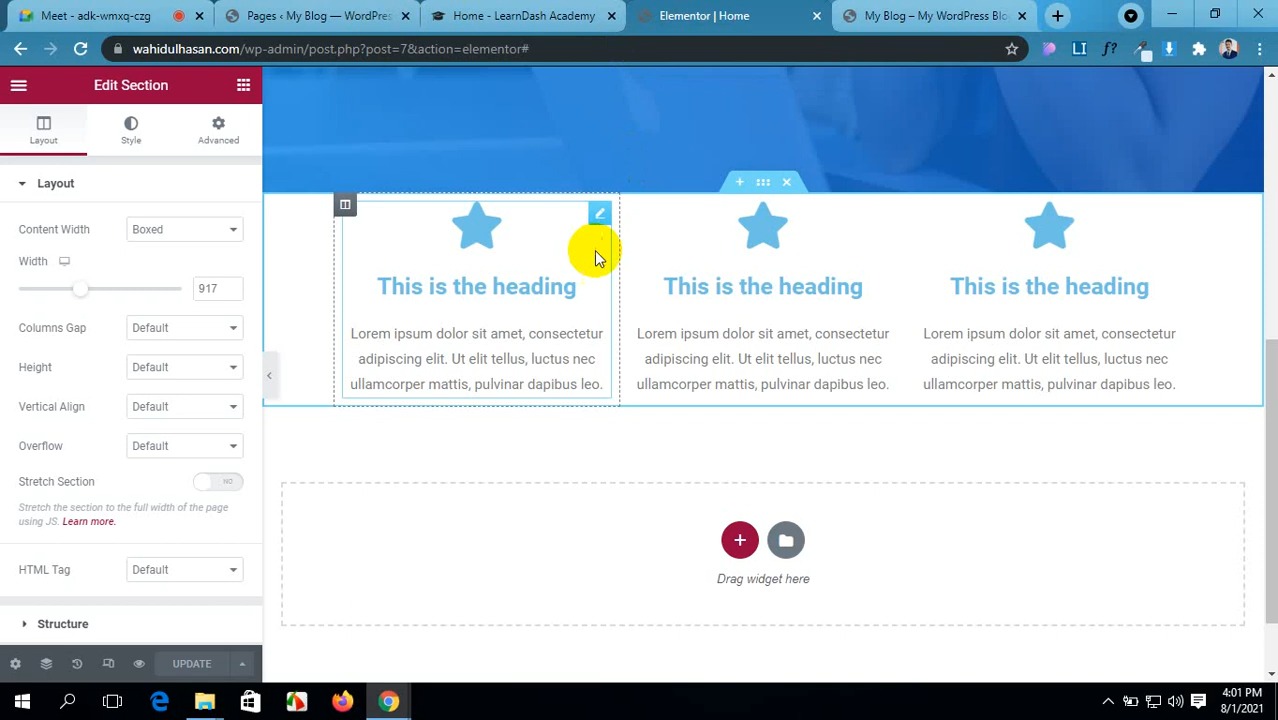 Meet - adk-wmxq-czg
Pages ‹ My Blog — WordPres
Home - LearnDash Academy
Elementor | Home
My Blog – My WordPress Blo
wahidulhasan.com/wp-admin/post.php?post=7&action=elementor#
LI
f?
Edit Section
Layout
Style
Advanced
Layout
Content Width
Boxed
Width
917
Columns Gap
Default
Height
Default
Vertical Align
Default
Overflow
Default
Stretch Section
NO
Stretch the section to the full width of the page
using JS. Learn more.
HTML Tag
Default
Structure
UPDATE
This is the heading
Lorem ipsum dolor sit amet, consectetur
adipiscing elit. Ut elit tellus, luctus nec
ullamcorper mattis, pulvinar dapibus leo.
This is the heading
Lorem ipsum dolor sit amet, consectetur
adipiscing elit. Ut elit tellus, luctus nec
ullamcorper mattis, pulvinar dapibus leo.
This is the heading
Lorem ipsum dolor sit amet, consectetur
adipiscing elit. Ut elit tellus, luctus nec
ullamcorper mattis, pulvinar dapibus leo.
Drag widget here
4:01 PM
8/1/2021